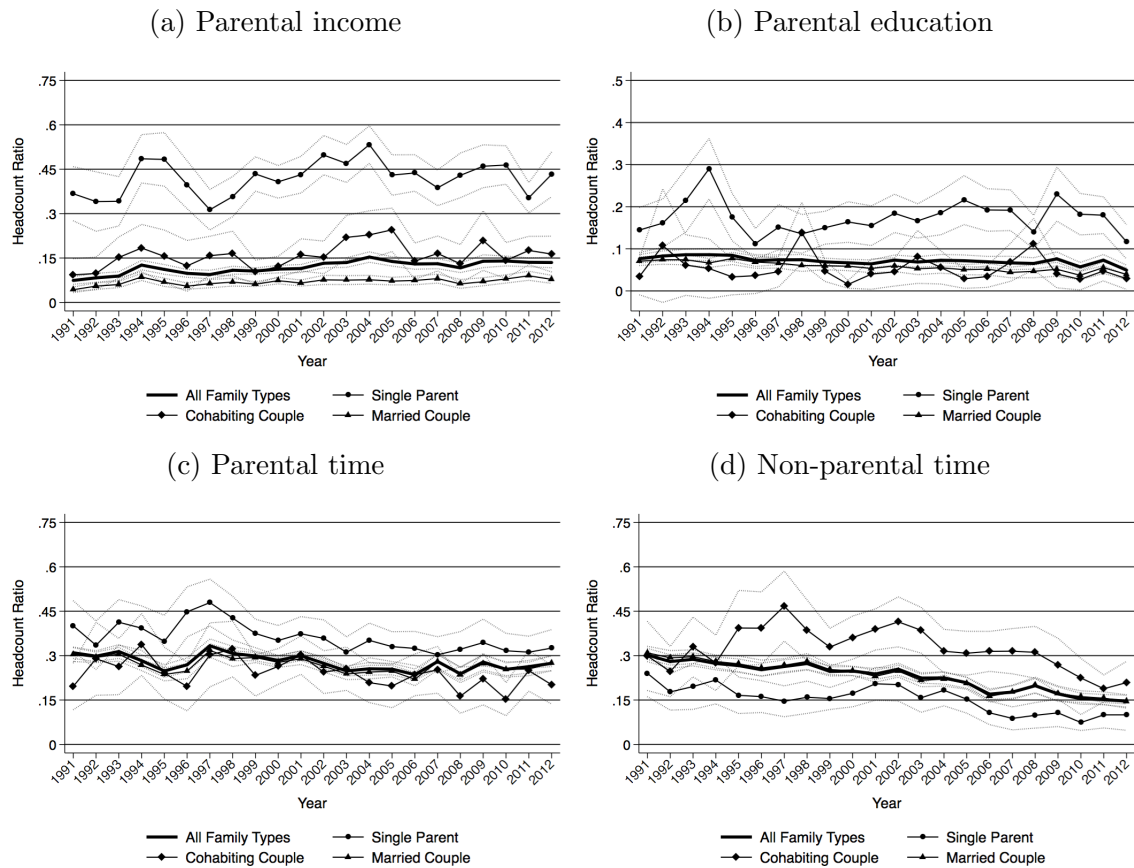 (a) Parental income
.75
.6
.45
.3
.15
0
Headcount Ratio
1991 1992 1993 1994 1995 1996 1997 1998 1999 2000 2001 2002 2003 2004 2005 2006 2007 2008 2009 2010 2011 2012
Year
All Family Types Single Parent
Cohabiting Couple Married Couple
(b) Parental education
.5
.4
.3
.2
.1
0
Headcount Ratio
1991 1992 1993 1994 1995 1996 1997 1998 1999 2000 2001 2002 2003 2004 2005 2006 2007 2008 2009 2010 2011 2012
Year
All Family Types Single Parent
Cohabiting Couple Married Couple
(c) Parental time
.75
.6
.45
.3
.15
0
Headcount Ratio
1991 1992 1993 1994 1995 1996 1997 1998 1999 2000 2001 2002 2003 2004 2005 2006 2007 2008 2009 2010 2011 2012
Year
All Family Types Single Parent
Cohabiting Couple Married Couple
(d) Non-parental time
.75
.6
.45
.3
.15
0
Headcount Ratio
1991 1992 1993 1994 1995 1996 1997 1998 1999 2000 2001 2002 2003 2004 2005 2006 2007 2008 2009 2010 2011 2012
Year
All Family Types Single Parent
Cohabiting Couple Married Couple